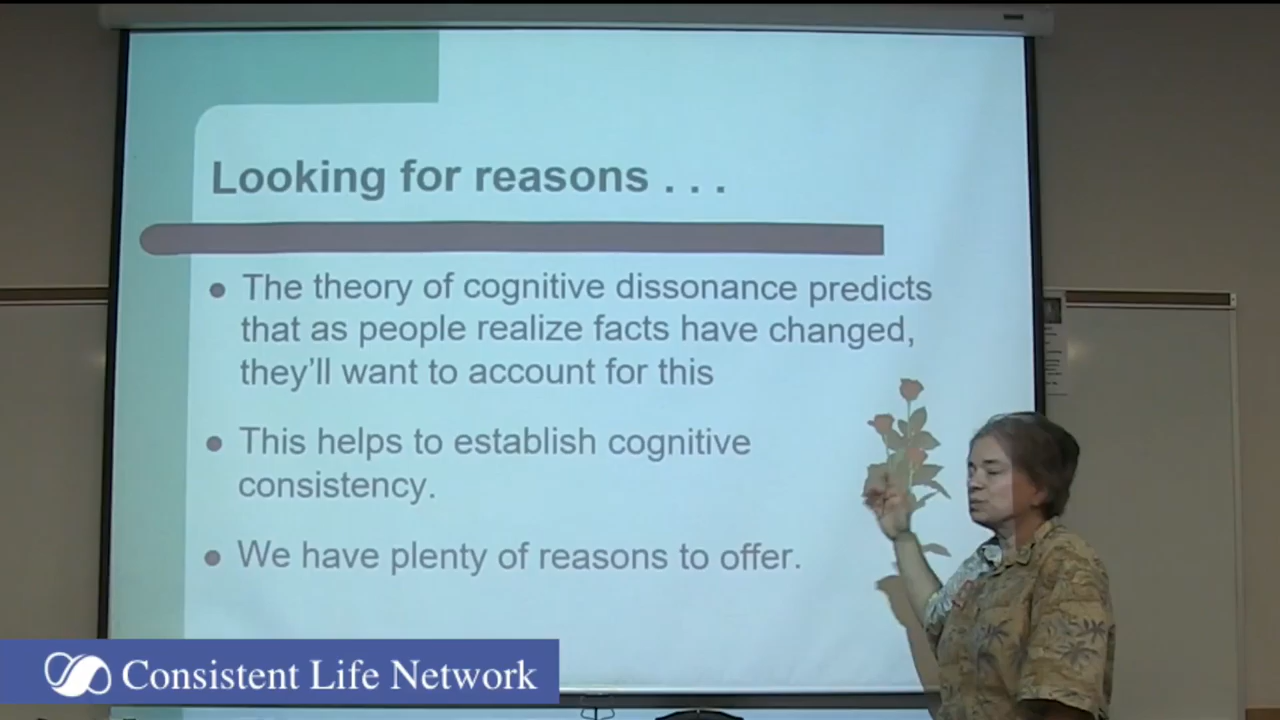 Looking for reasons . . .
• The theory of cognitive dissonance predicts
that as people realize facts have changed,
they'll want to account for this
• This helps to establish cognitive
consistency.
• We have plenty of reasons to offer.
Consistent Life Network